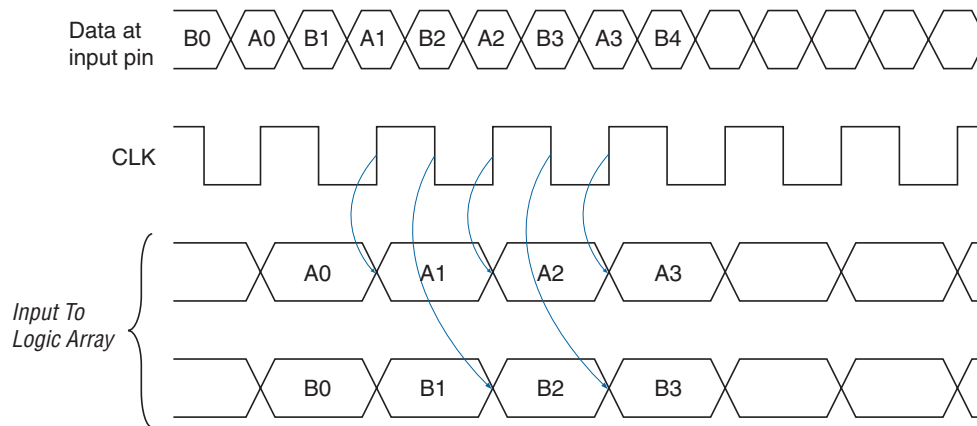 Data at
input pin
B0 A0 B1 A1 B2 A2 B3 A3 B4
CLK
Input To
Logic Array
A0 A1 A2 A3
B0 B1 B2 B3